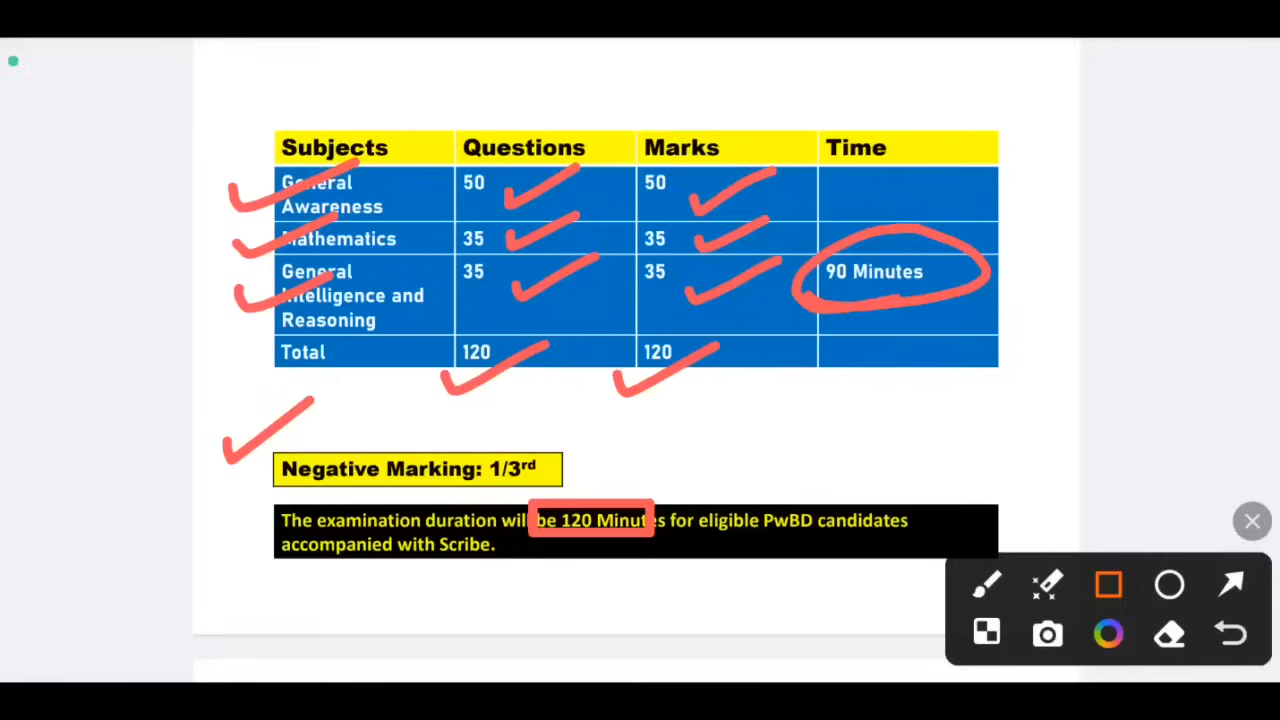 Subjects Questions Marks Time
General Awareness 50 50
Mathematics 35 35
General Intelligence and Reasoning 35 35 90 Minutes
Total 120 120
Negative Marking: 1/3rd
The examination duration will be 120 Minutes for eligible PwBD candidates
accompanied with Scribe.